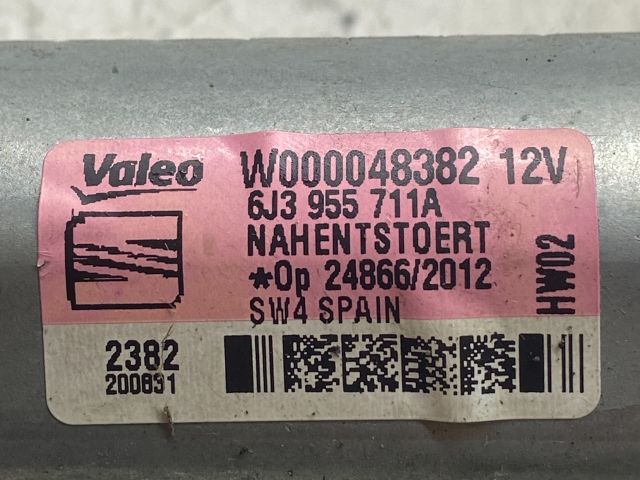 Valeo W000048382 12V
6J3 955 711A
NAHENTSTOERT
*Op 24866/2012
SW4 SPAIN
HW02
2382
200831